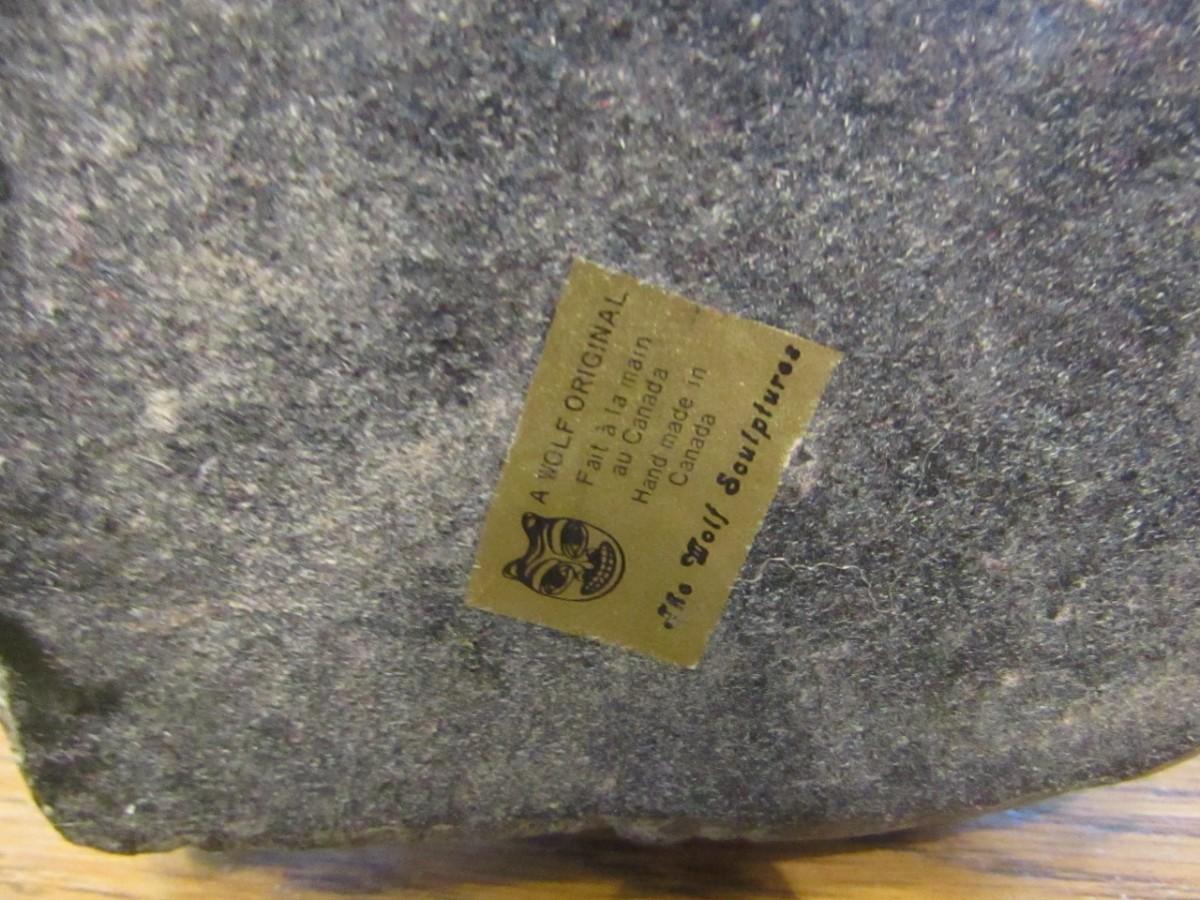 A WOLF ORIGINAL
Fait à la main
au Canada
Hand made in
Canada
The Wolf Sculptures